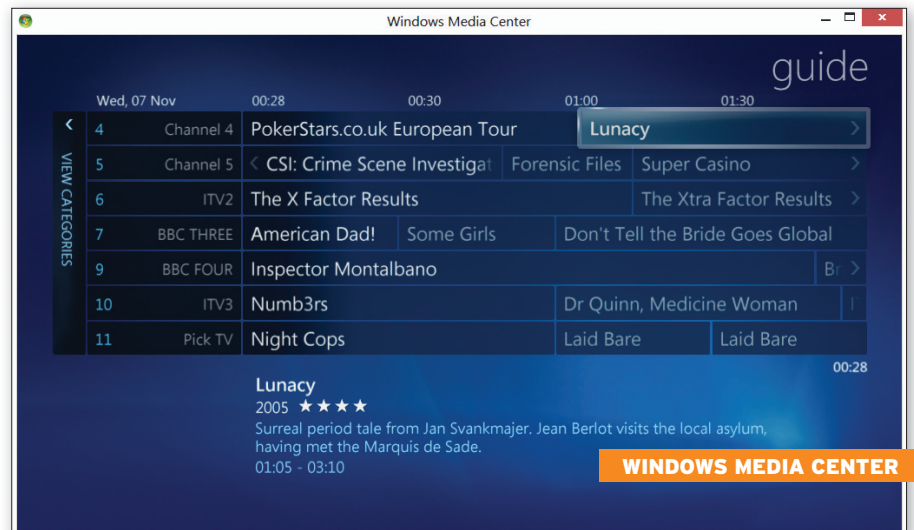 Windows Media Center
guide
Wed, 07 Nov 00:28 00:30 01:00 01:30
VIEW CATEGORIES
4 Channel 4 PokerStars.co.uk European Tour Lunacy
5 Channel 5 CSI: Crime Scene Investigat Forensic Files Super Casino
6 ITV2 The X Factor Results The Xtra Factor Results
7 BBC THREE American Dad! Some Girls Don't Tell the Bride Goes Global
9 BBC FOUR Inspector Montalbano
10 ITV3 Numb3rs Dr Quinn, Medicine Woman
11 Pick TV Night Cops Laid Bare Laid Bare
00:28
Lunacy
2005 ★★★★
Surreal period tale from Jan Svankmajer. Jean Berlot visits the local asylum,
having met the Marquis de Sade.
01:05 - 03:10
WINDOWS MEDIA CENTER